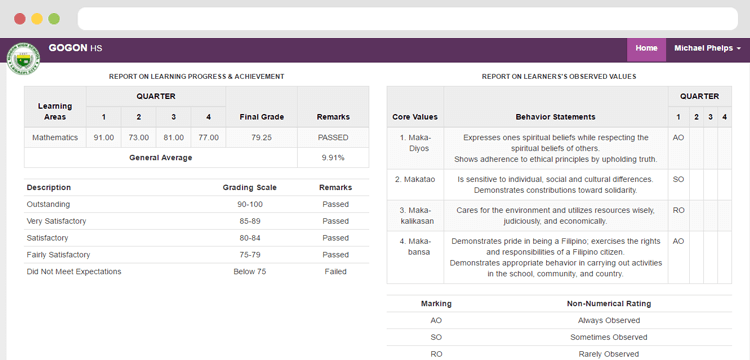 GOGON HS
Home
Michael Phelps
REPORT ON LEARNING PROGRESS & ACHIEVEMENT
Learning Areas QUARTER Final Grade Remarks
1 2 3 4
Mathematics 91.00 73.00 81.00 77.00 79.25 PASSED
General Average 9.91%
Description Grading Scale Remarks
Outstanding 90-100 Passed
Very Satisfactory 85-89 Passed
Satisfactory 80-84 Passed
Fairly Satisfactory 75-79 Passed
Did Not Meet Expectations Below 75 Failed
REPORT ON LEARNERS'S OBSERVED VALUES
Core Values Behavior Statements QUARTER
1 2 3 4
1. Maka-Diyos
Expresses ones spiritual beliefs while respecting the
spiritual beliefs of others.
Shows adherence to ethical principles by upholding truth.
AO
2. Makatao
Is sensitive to individual, social and cultural differences.
Demonstrates constributions toward solidarity.
SO
3. Maka-kalikasan
Cares for the environment and utilizes resources wisely,
judiciously, and economically.
RO
4. Maka-bansa
Demonstrates pride in being a Filipino; exercises the rights
and responsibilities of a Filipino citizen.
Demonstrates appropriate behavior in carrying out activities
in the school, community, and country.
AO
Marking Non-Numerical Rating
AO Always Observed
SO Sometimes Observed
RO Rarely Observed